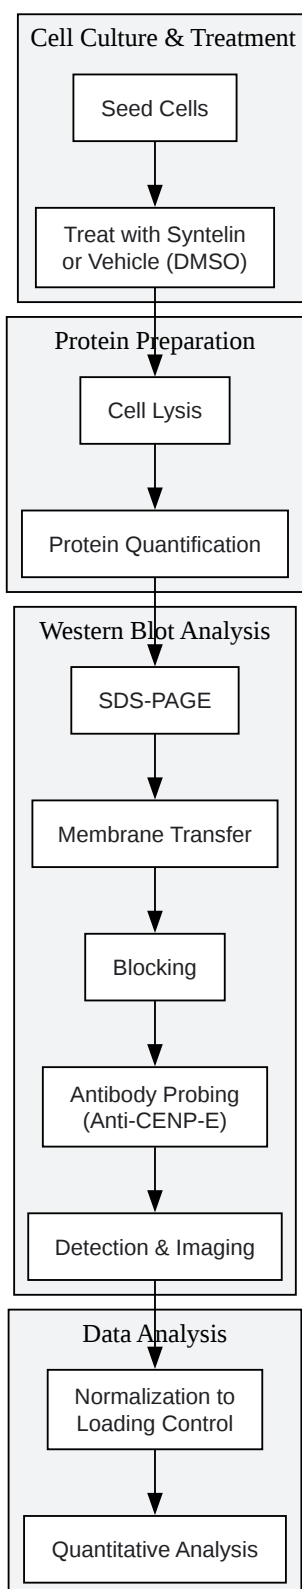 Cell Culture & Treatment
Seed Cells
Treat with Syntelin
or Vehicle (DMSO)
Protein Preparation
Cell Lysis
Protein Quantification
Western Blot Analysis
SDS-PAGE
Membrane Transfer
Blocking
Antibody Probing
(Anti-CENP-E)
Detection & Imaging
Data Analysis
Normalization to
Loading Control
Quantitative Analysis